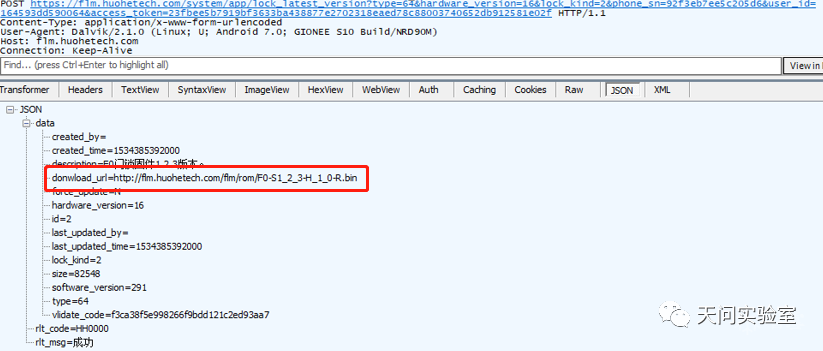 POST https://flm.huohetech.com/system/app/lock_latest_version?type=64&hardware_version=16&lock_kind=2&phone_sn=92f3eb7ee5c205d6&user_id=
164593dd590064&access_token=23fbee5b7919bf3633ba438877e2702318eaed78c8800374065 2db912581e02f HTTP/1.1
Content-Type: application/x-www-form-urlencoded
User-Agent: Dalvik/2.1.0 (Linux; U; Android 7.0; GIONEE S10 Build/NRD90M)
Host: flm.huohetech.com
Connection: Keep-Alive
Find... (press Ctrl+Enter to highlight all) View in
Transformer Headers TextView SyntaxView ImageView HexView WebView Auth Caching Cookies Raw JSON XML
JSON
data
created_by=
created_time=1534385392000
description=F0门锁固件1.2.3版本。
donwload_url=http://flm.huohetech.com/flm/rom/F0-S1_2_3-H_1_0-R.bin
force_update=N
hardware_version=16
id=2
last_updated_by=
last_updated_time=1534385392000
lock_kind=2
size=82548
software_version=291
type=64
vlidate_code=f3ca38f5e998266f9bdd121c2ed93aa7
rlt_code=HH0000
rlt_msg=成功
天问实验室